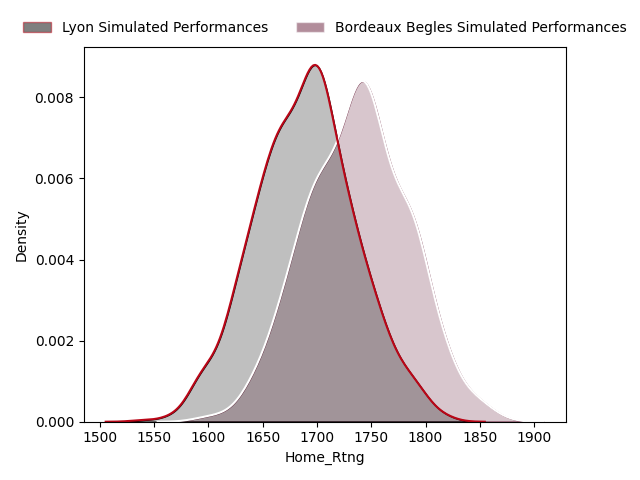 Lyon Simulated Performances
Bordeaux Begles Simulated Performances
Density
0.008
0.006
0.004
0.002
0.000
1500 1550 1600 1650 1700 1750 1800 1850 1900
Home_Rtng